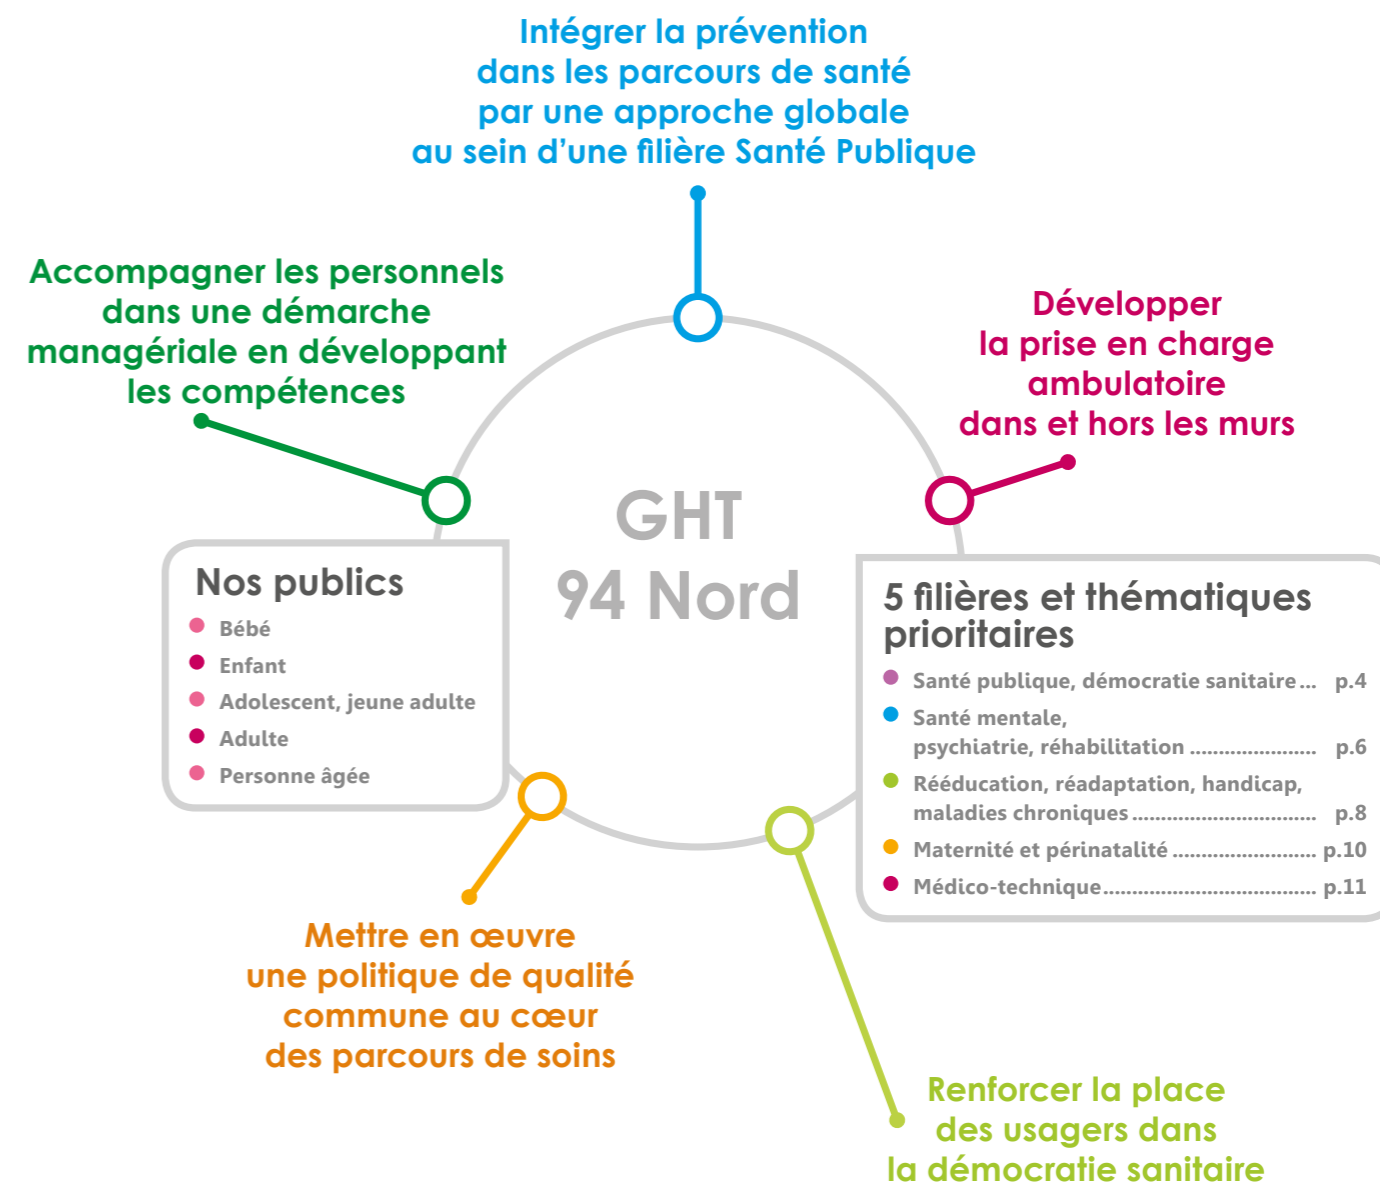 Intégrer la prévention
dans les parcours de santé
par une approche globale
au sein d’une filière Santé Publique
Accompagner les personnels
dans une démarche
managériale en développant
les compétences
Développer
la prise en charge
ambulatoire
dans et hors les murs
GHT
94 Nord
Nos publics
Bébé
Enfant
Adolescent, jeune adulte
Adulte
Personne âgée
5 filières et thématiques
prioritaires
Santé publique, démocratie sanitaire... p.4
Santé mentale,
psychiatrie, réhabilitation ...................... p.6
Rééducation, réadaptation, handicap,
maladies chroniques ................................ p.8
Maternité et périnatalité ......................... p.10
Médico-technique..................................... p.11
Mettre en œuvre
une politique de qualité
commune au cœur
des parcours de soins
Renforcer la place
des usagers dans
la démocratie sanitaire